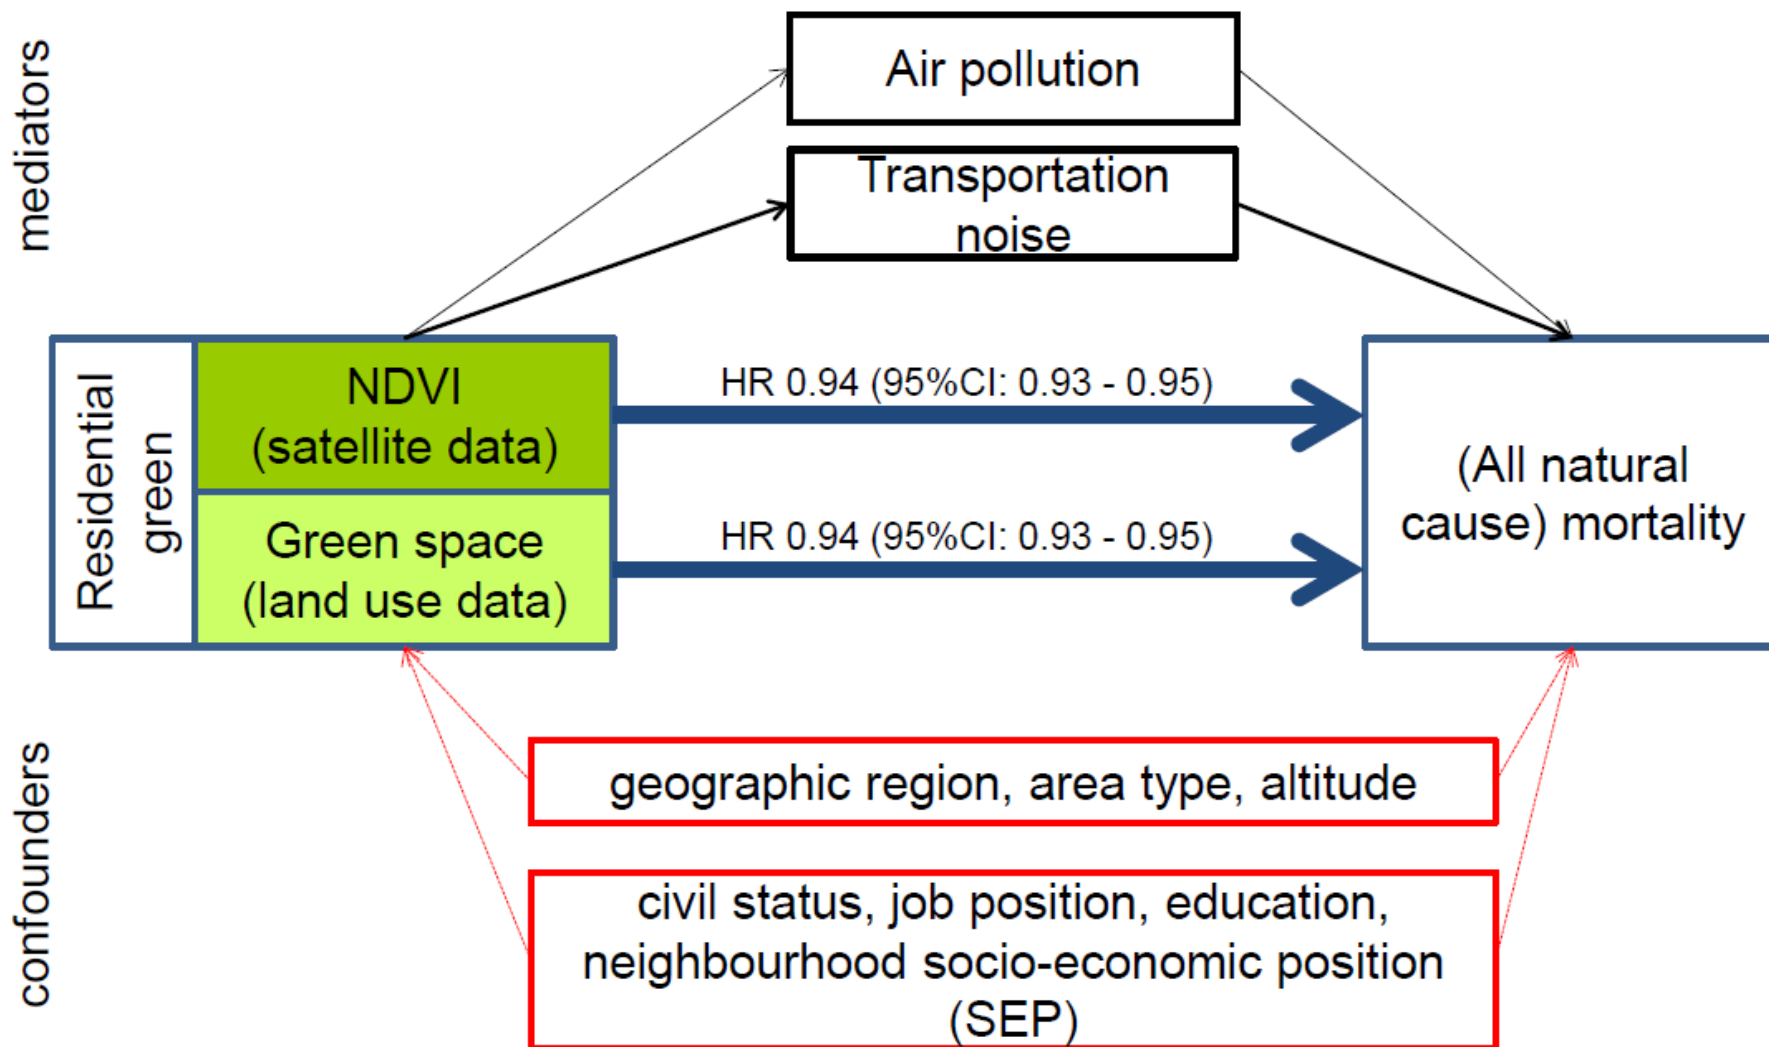 mediators
Air pollution
Transportation
noise
Residential
green
NDVI
(satellite data)
Green space
(land use data)
HR 0.94 (95%CI: 0.93 - 0.95)
HR 0.94 (95%CI: 0.93 - 0.95)
(All natural
cause) mortality
confounders
geographic region, area type, altitude
civil status, job position, education,
neighbourhood socio-economic position
(SEP)